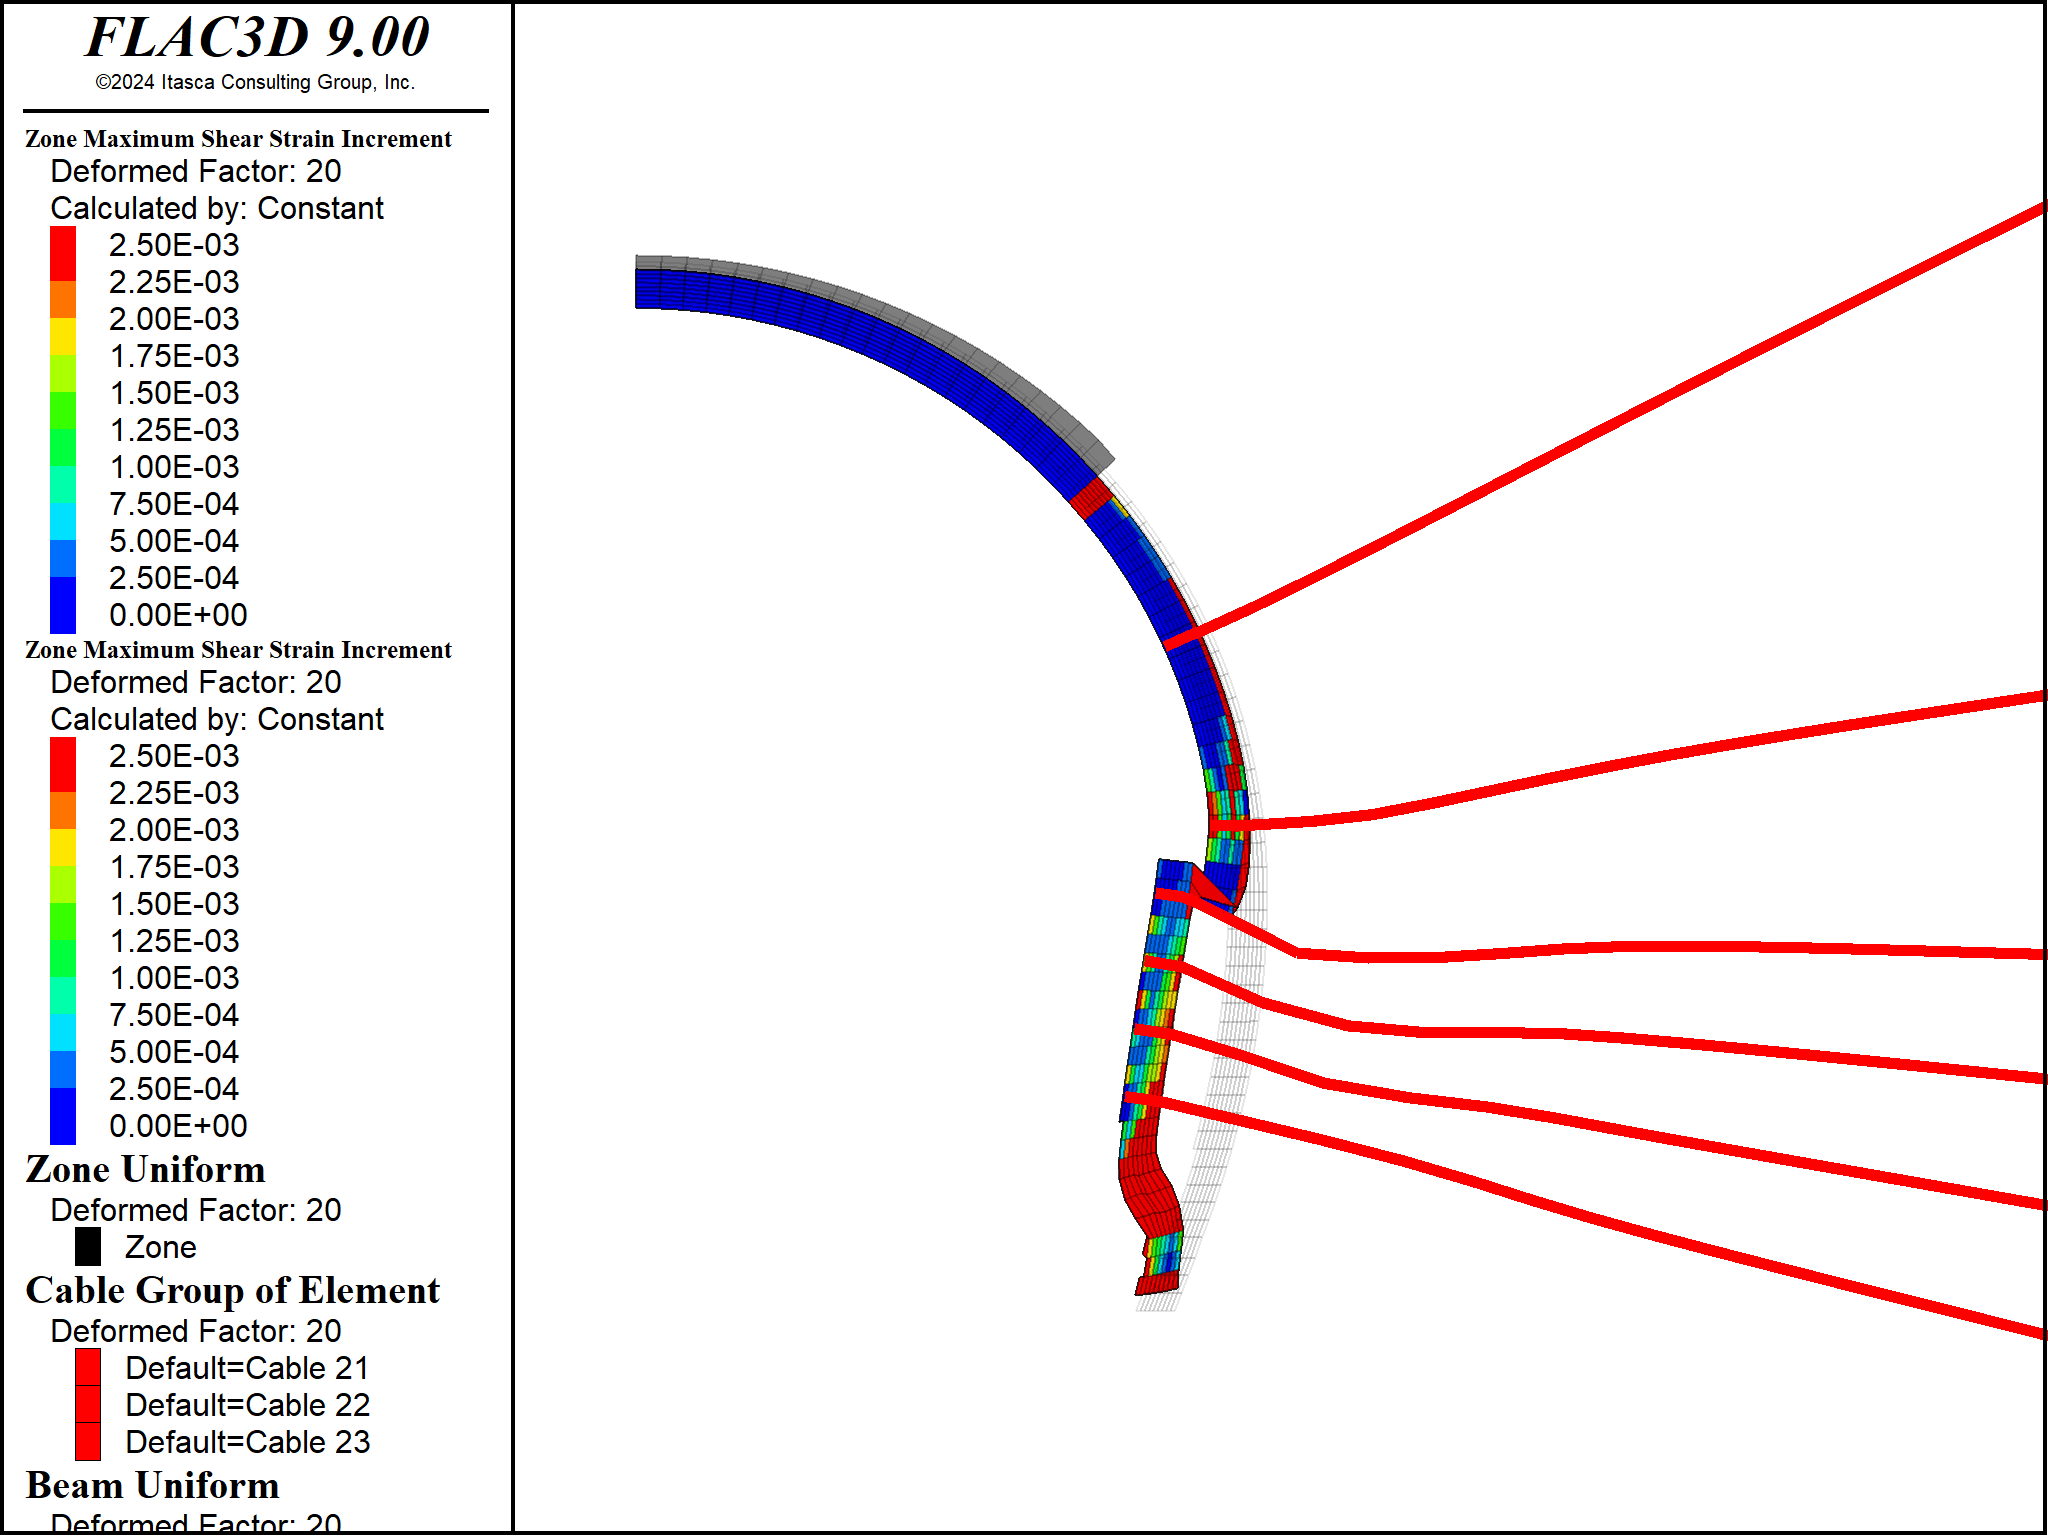 FLAC3D 9.00
©2024 Itasca Consulting Group, Inc.
Zone Maximum Shear Strain Increment
Deformed Factor: 20
Calculated by: Constant
2.50E-03
2.25E-03
2.00E-03
1.75E-03
1.50E-03
1.25E-03
1.00E-03
7.50E-04
5.00E-04
2.50E-04
0.00E+00
Zone Maximum Shear Strain Increment
Deformed Factor: 20
Calculated by: Constant
2.50E-03
2.25E-03
2.00E-03
1.75E-03
1.50E-03
1.25E-03
1.00E-03
7.50E-04
5.00E-04
2.50E-04
0.00E+00
Zone Uniform
Deformed Factor: 20
Zone
Cable Group of Element
Deformed Factor: 20
Default=Cable 21
Default=Cable 22
Default=Cable 23
Beam Uniform
Deformed Factor: 20